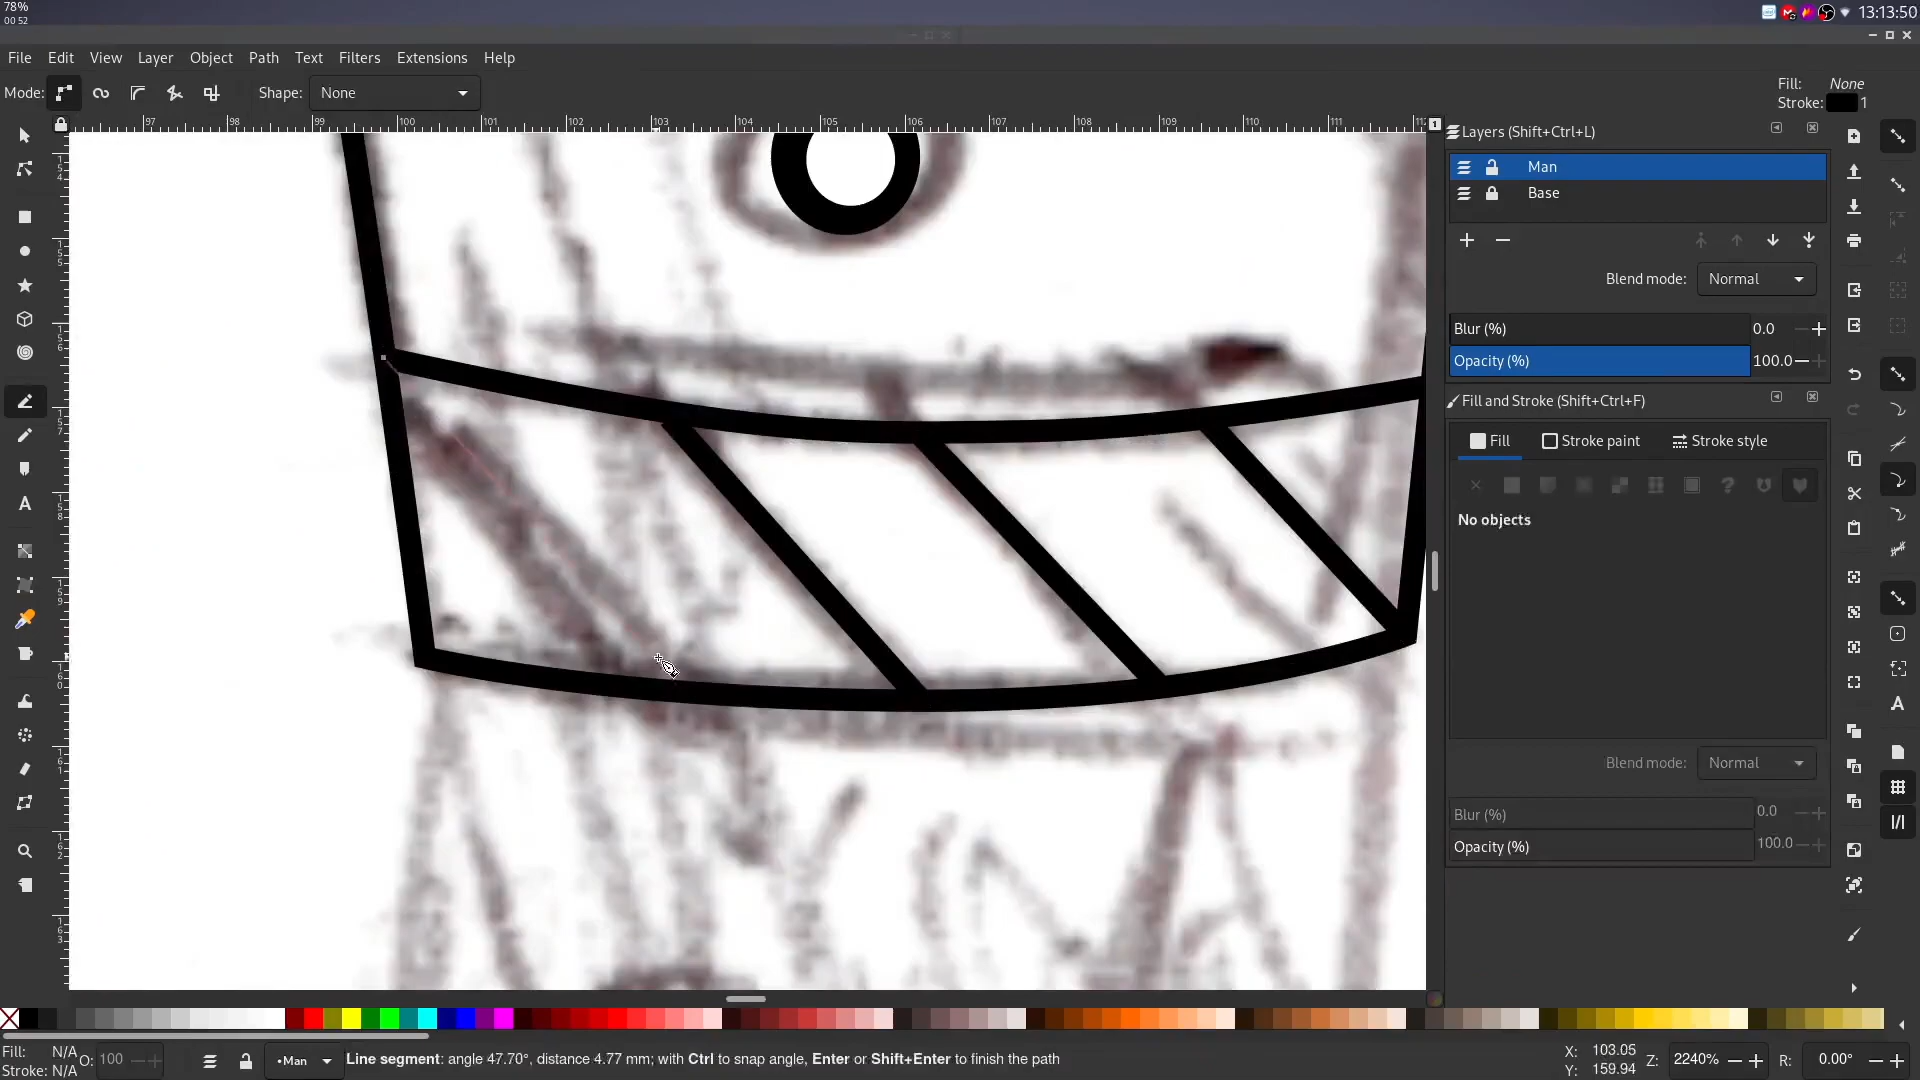 78%
00 52
13:13:50
File Edit View Layer Object Path Text Filters Extensions Help
Mode: Shape: None
Fill: None
Stroke: 1
97 98 99 100 101 102 103 104 105 106 107 108 109 110 111 112
1
Layers (Shift+Ctrl+L)
Man
Base
Blend mode: Normal
Blur (%) 0.0
Opacity (%) 100.0
Fill and Stroke (Shift+Ctrl+F)
Fill Stroke paint Stroke style
No objects
Blend mode: Normal
Blur (%) 0.0
Opacity (%) 100.0
Fill: N/A
Stroke: N/A
O: 100
•Man
Line segment: angle 47.70°, distance 4.77 mm; with Ctrl to snap angle, Enter or Shift+Enter to finish the path
X: 103.05
Y: 159.94
Z: 2240%
R: 0.00°